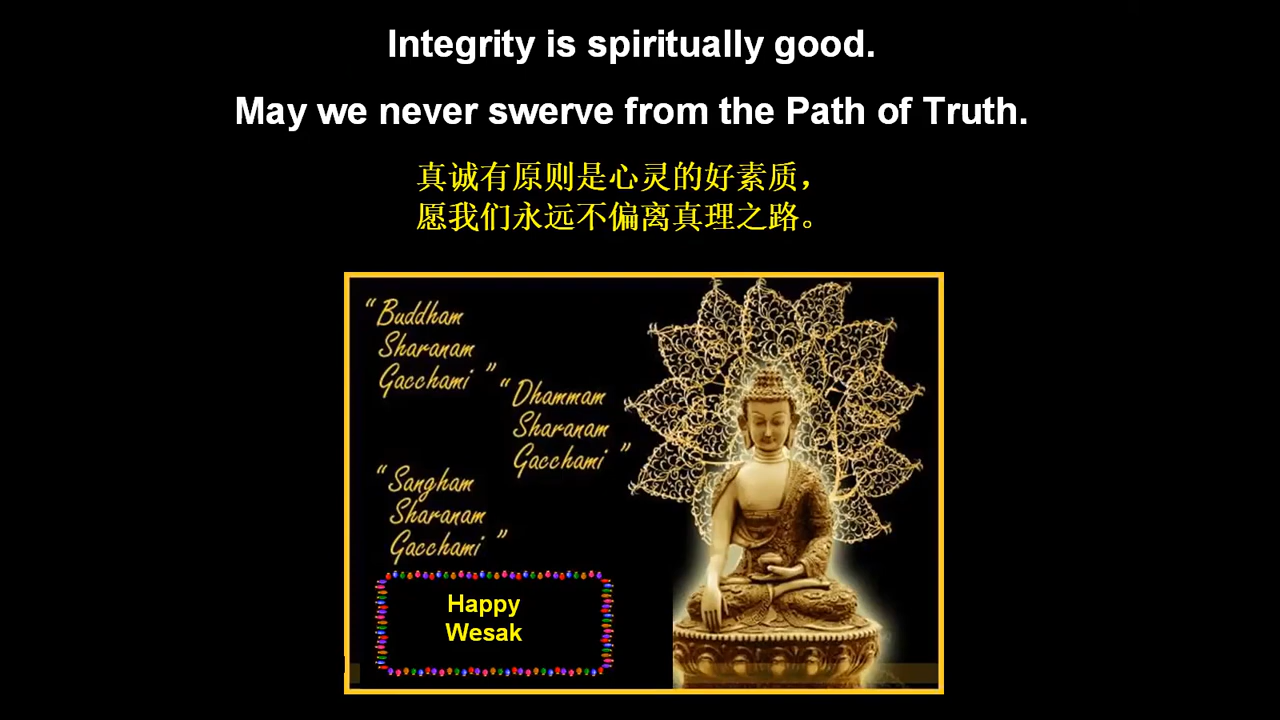 Integrity is spiritually good.
May we never swerve from the Path of Truth.
真诚有原则是心灵的好素质，
愿我们永远不偏离真理之路。
“Buddham
Sharanam
Gacchami”
“Dhammam
Sharanam
Gacchami”
“Sangham
Sharanam
Gacchami”
Happy
Wesak